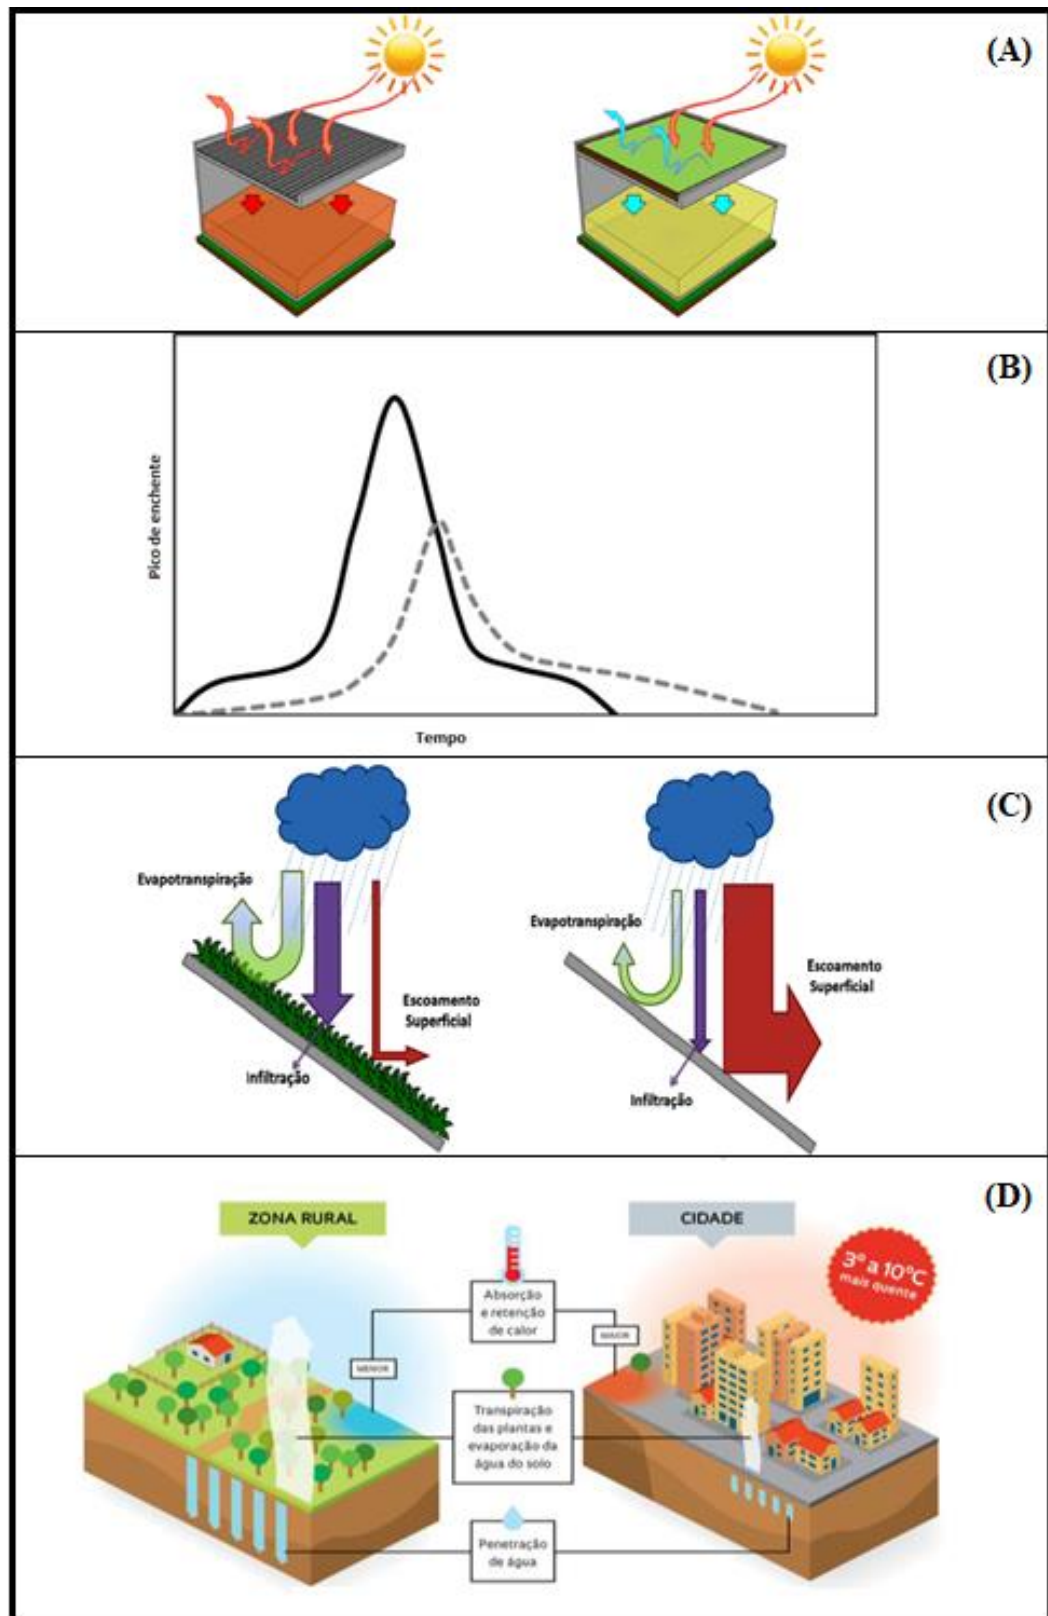 (A)
(B)
Pico de enchente
Tempo
(C)
Evapotranspiração
Escoamento
Superficial
Infiltração
Evapotranspiração
Escoamento
Superficial
Infiltração
(D)
ZONA RURAL
CIDADE
3° a 10°C
mais quente
Absorção
e retenção
de calor
MENOR
MAIOR
Transpiração
das plantas e
evaporação da
água do solo
Penetração
de água